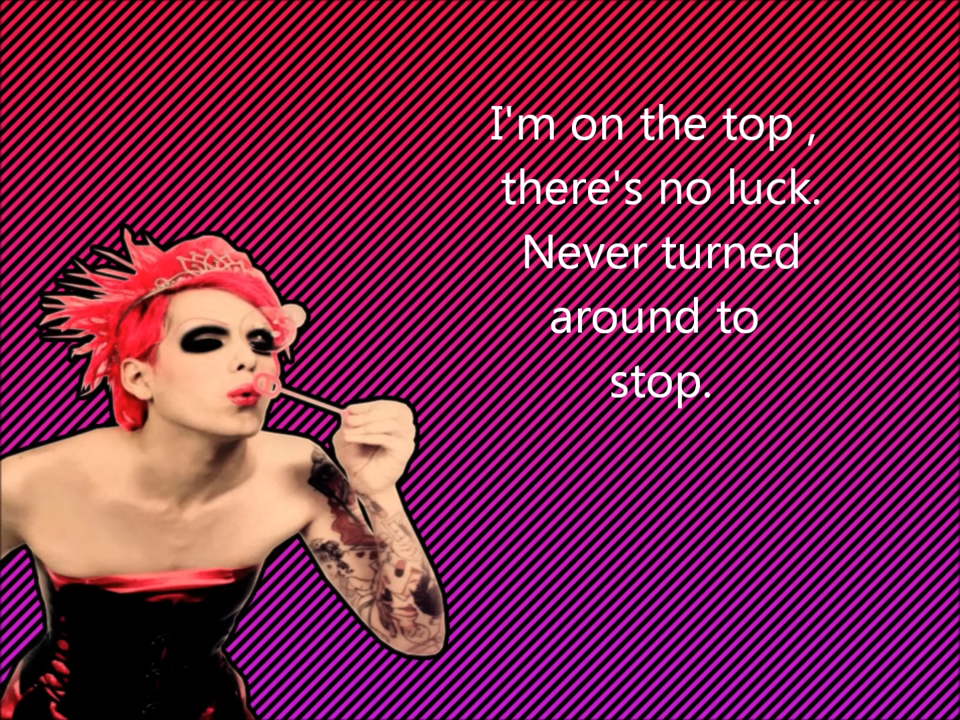 I'm on the top ,
there's no luck.
Never turned
around to
stop.